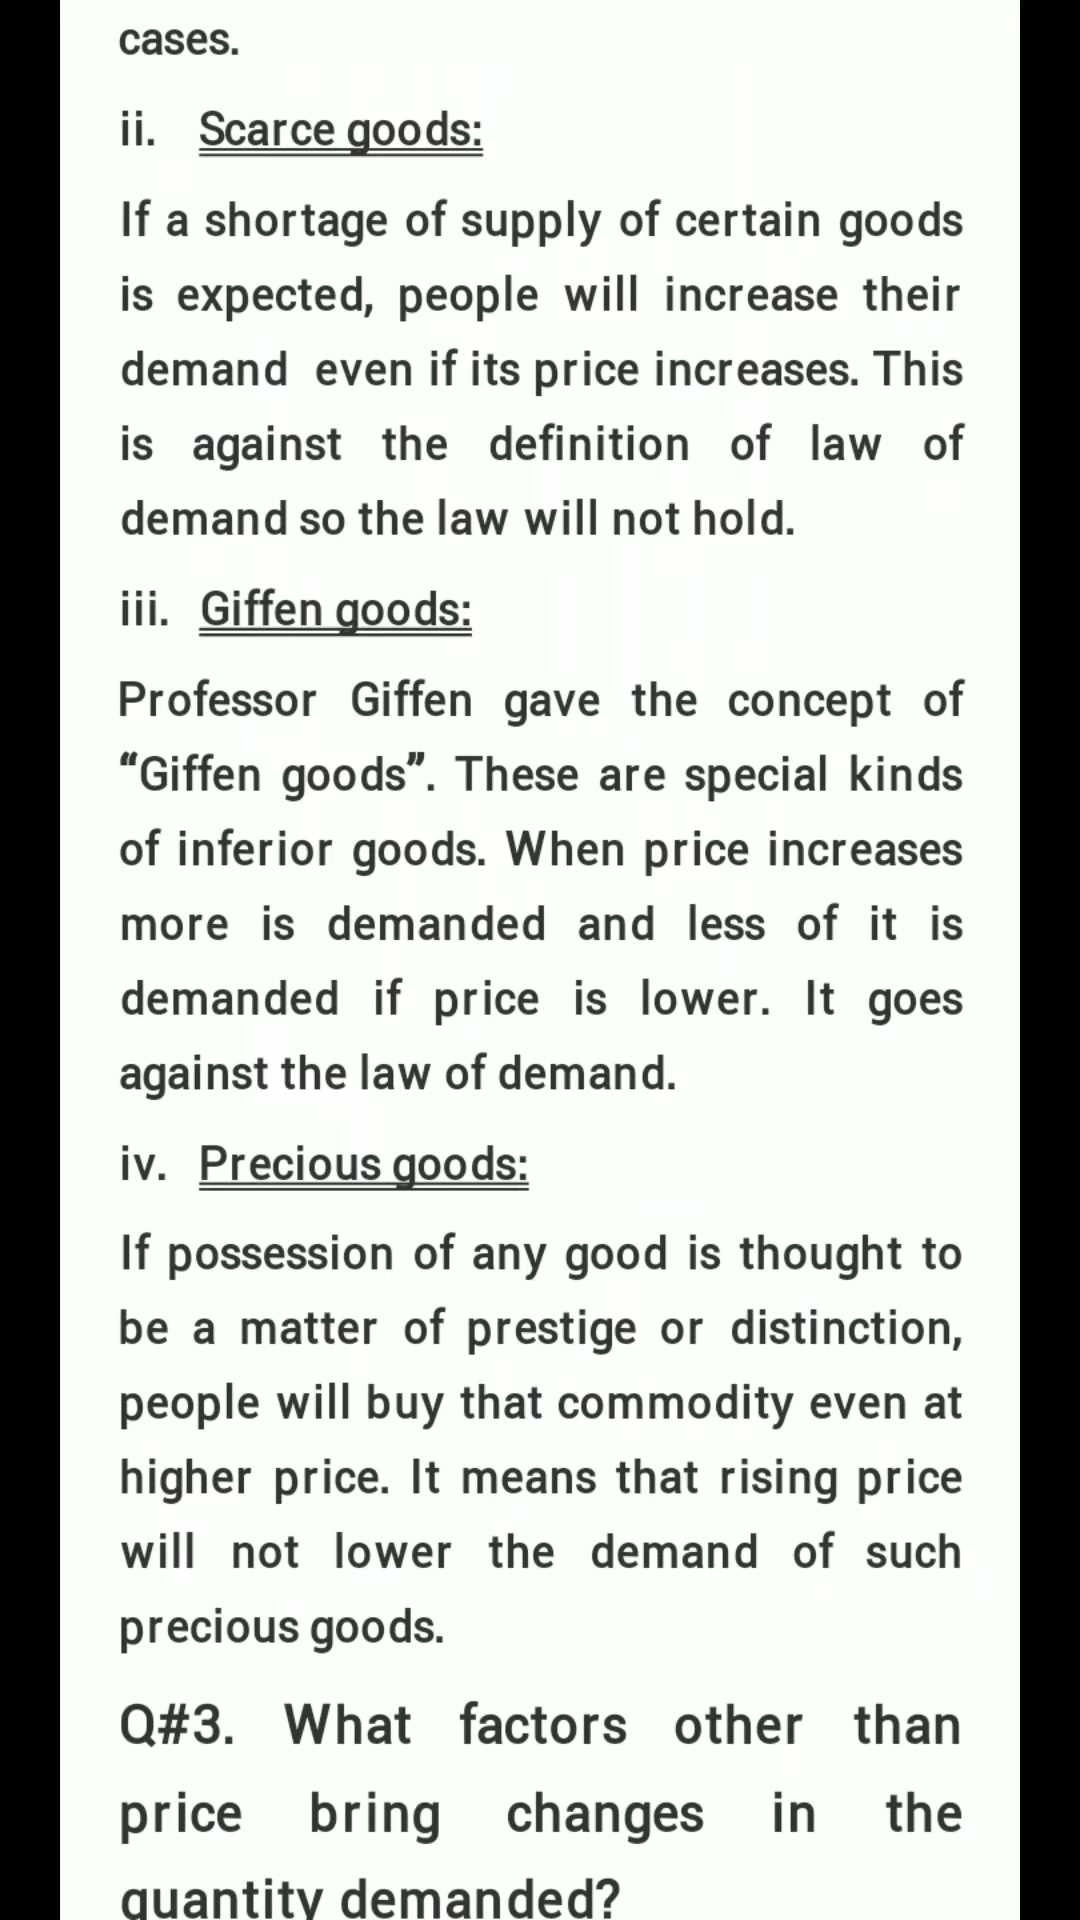 cases.
ii. Scarce goods:
If a shortage of supply of certain goods
is expected, people will increase their
demand even if its price increases. This
is against the definition of law of
demand so the law will not hold.
iii. Giffen goods:
Professor Giffen gave the concept of
“Giffen goods”. These are special kinds
of inferior goods. When price increases
more is demanded and less of it is
demanded if price is lower. It goes
against the law of demand.
iv. Precious goods:
If possession of any good is thought to
be a matter of prestige or distinction,
people will buy that commodity even at
higher price. It means that rising price
will not lower the demand of such
precious goods.
Q#3. What factors other than
price bring changes in the
quantity demanded?